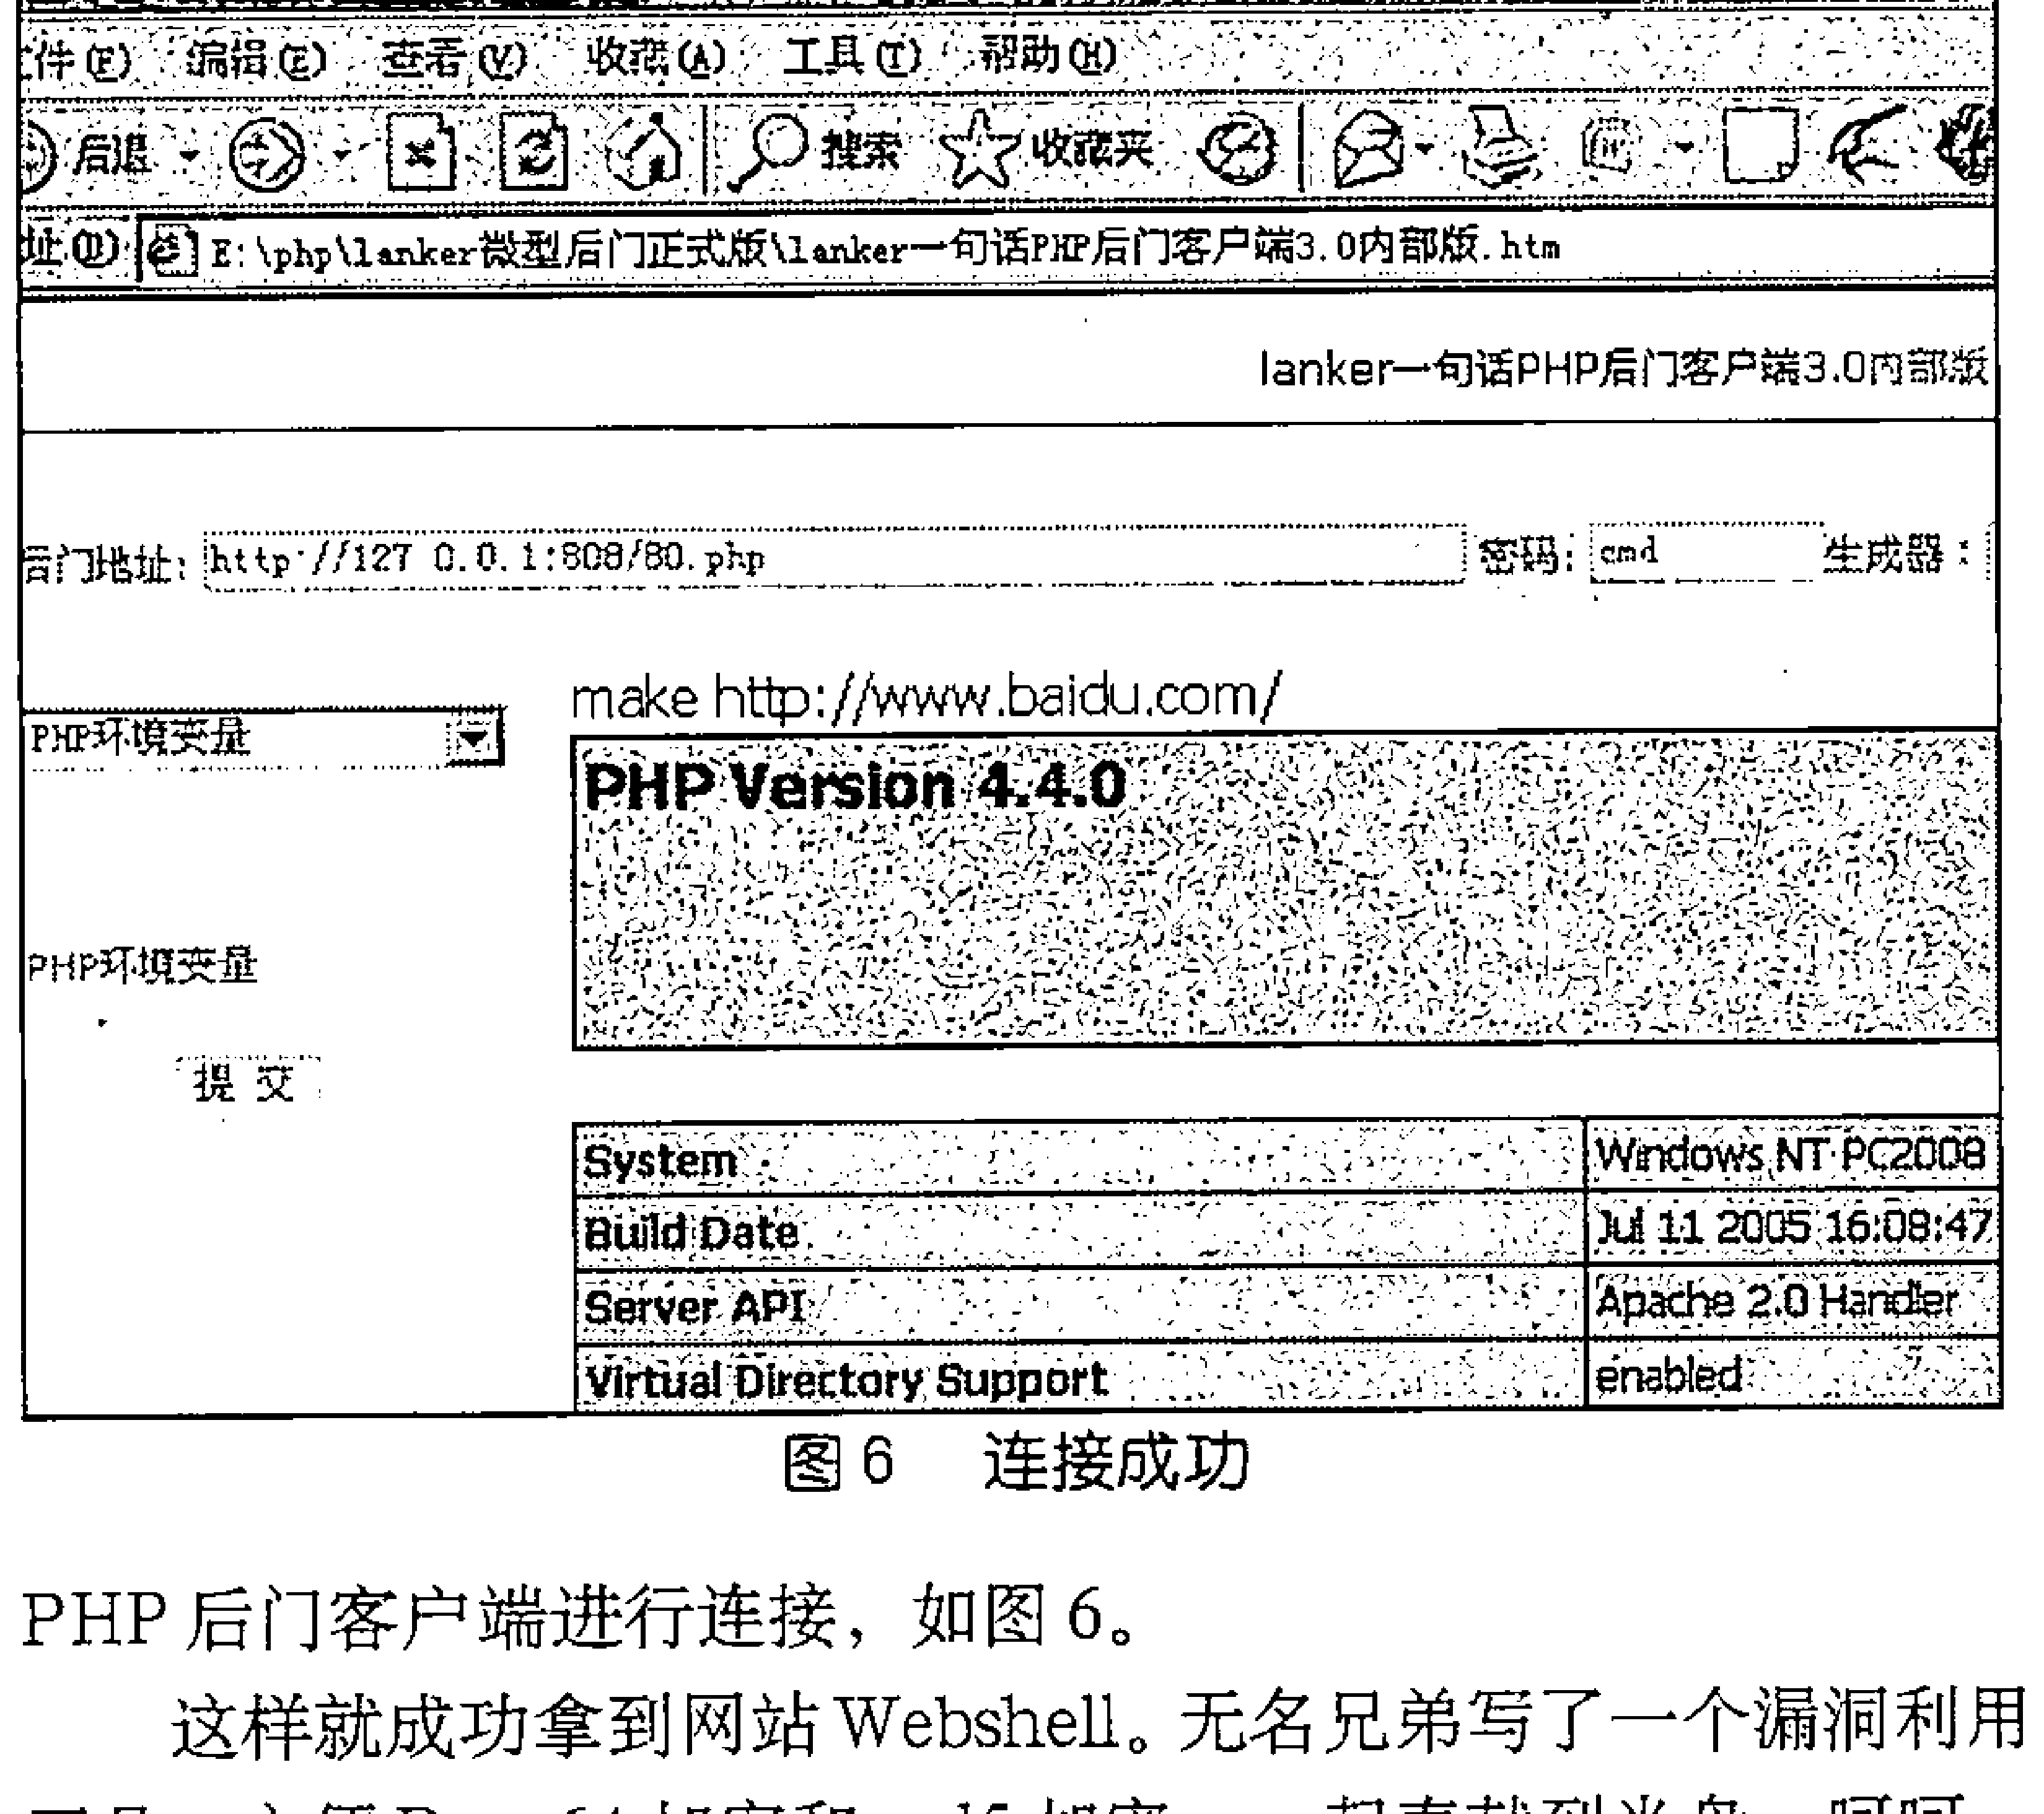 件(F) 编辑(E) 查看(V) 收藏(A) 工具(T) 帮助(H)
后退 搜索 收藏夹
址(D) E:\php\lanker微型后门正式版\lanker一句话PHP后门客户端3.0内部版.htm
lanker一句话PHP后门客户端3.0内部版
后门地址: http://127 0.0.1:808/80.php 密码: cmd 生成器:
make http://www.baidu.com/
PHP环境变量
PHP Version 4.4.0
PHP环境变量
提 交
System Windows NT PC2008
Build Date Jul 11 2005 16:08:47
Server API Apache 2.0 Handler
Virtual Directory Support enabled
图 6 连接成功
PHP 后门客户端进行连接，如图 6。
这样就成功拿到网站 Webshell。无名兄弟写了一个漏洞利用